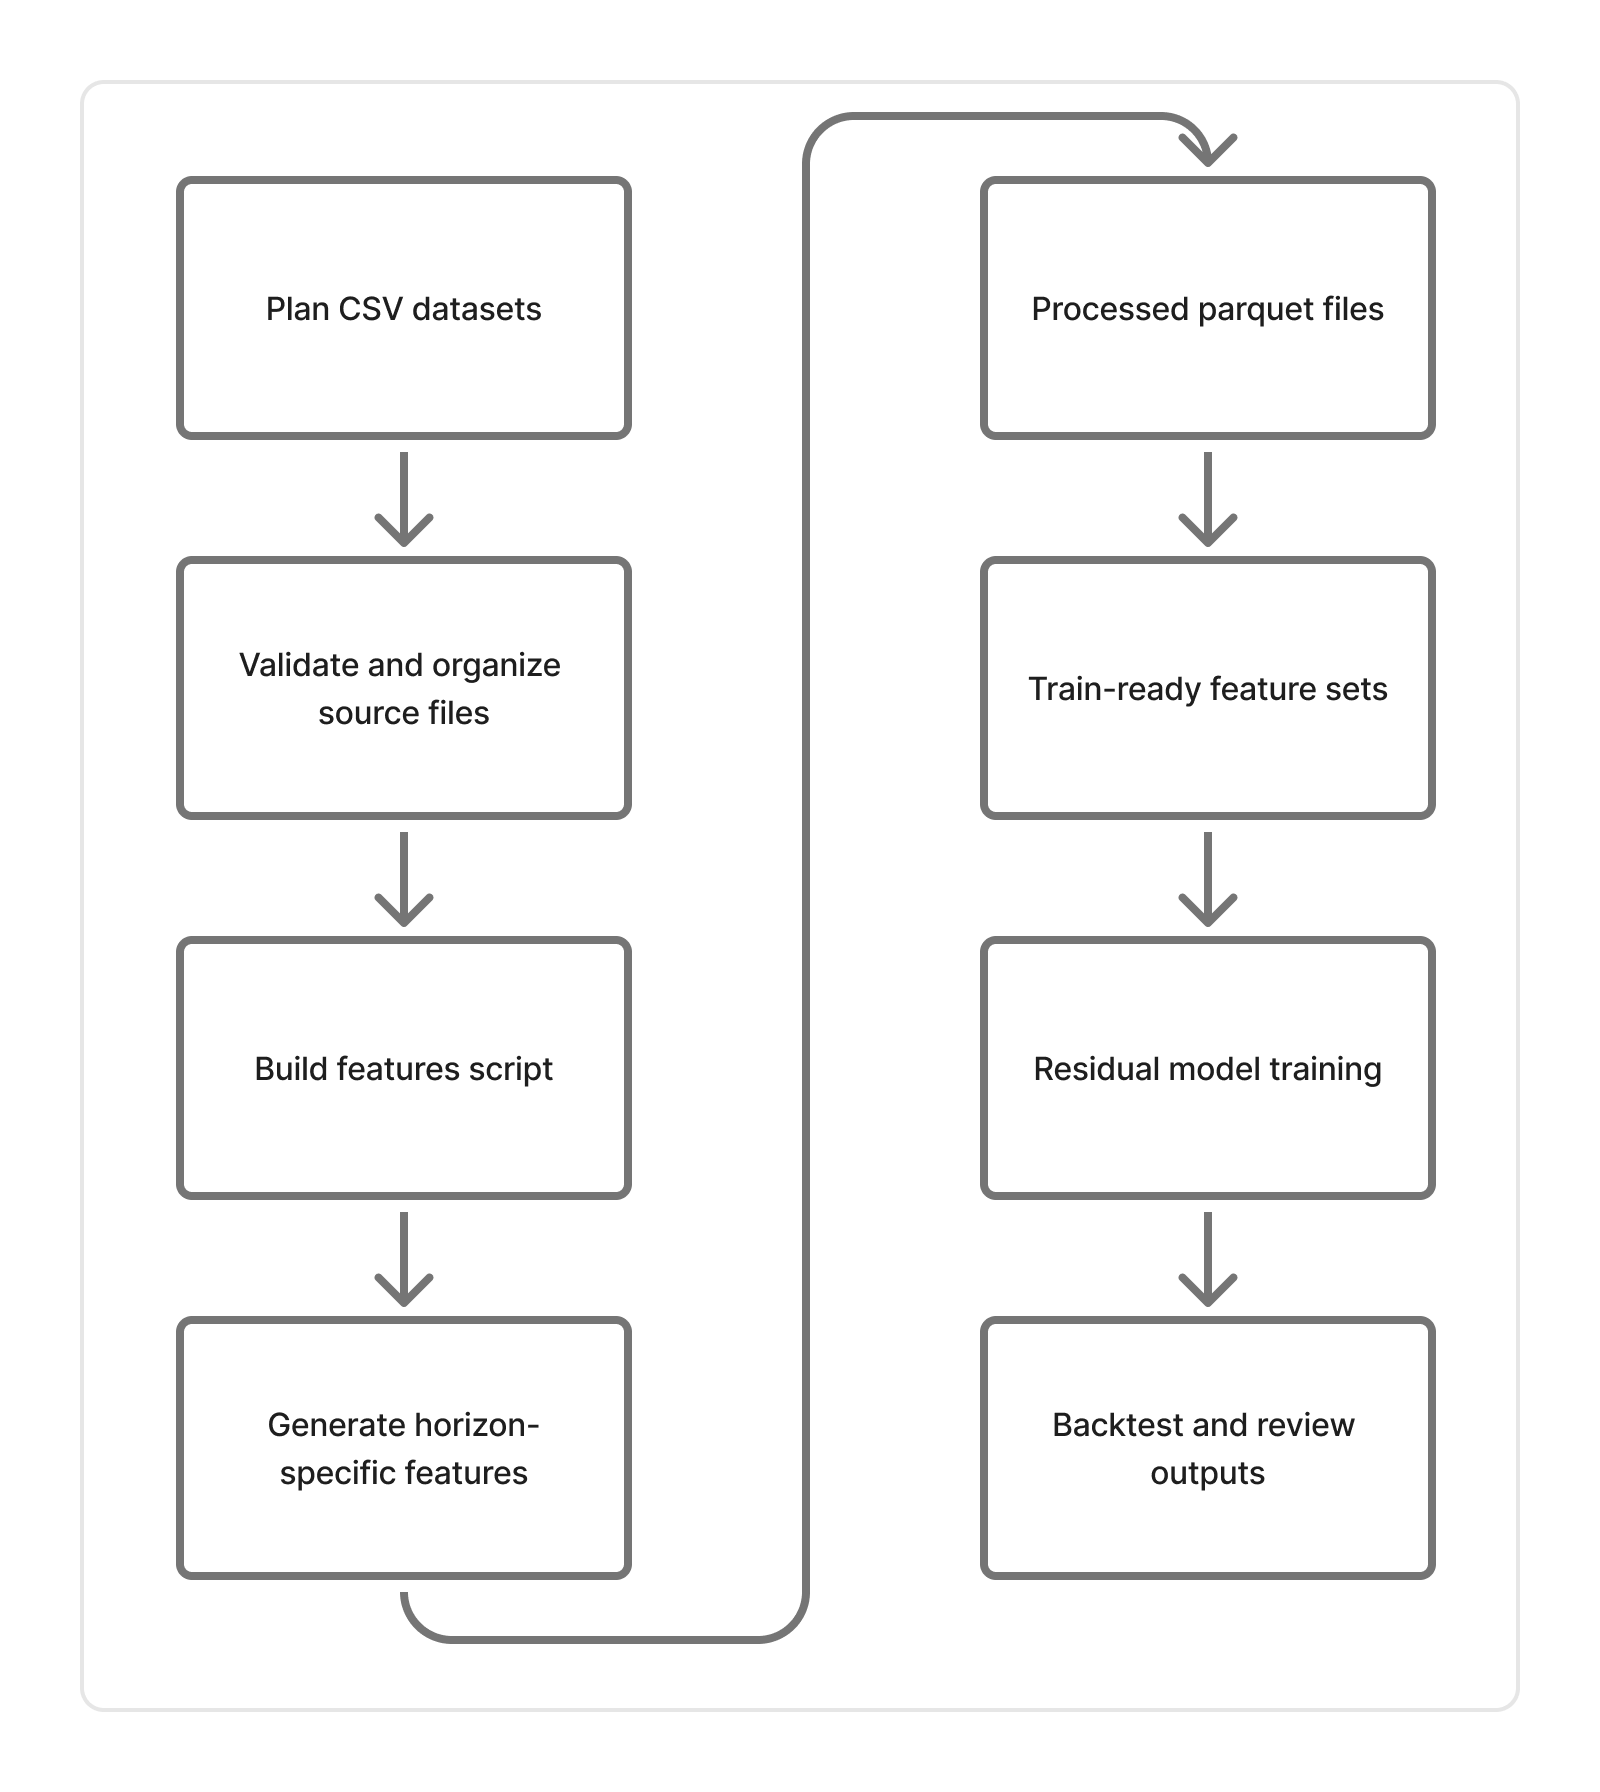 Plan CSV datasets
Validate and organize
source files
Build features script
Generate horizon-
specific features
Processed parquet files
Train-ready feature sets
Residual model training
Backtest and review
outputs